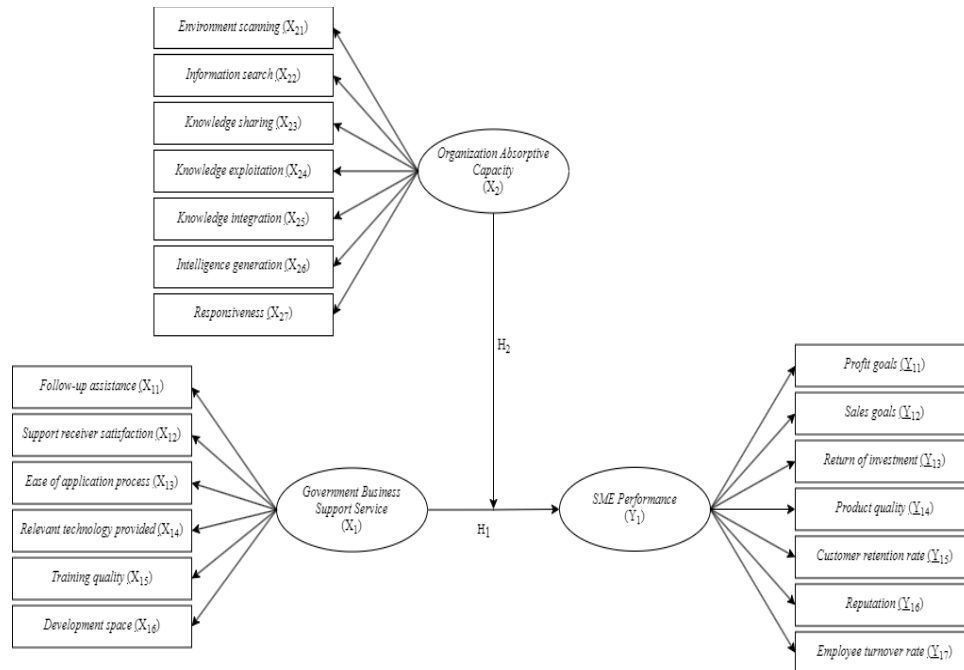 Environment scanning (X21)
Information search (X22)
Knowledge sharing (X23)
Knowledge exploitation (X24)
Knowledge integration (X25)
Intelligence generation (X26)
Responsiveness (X27)
Organization Absorptive
Capacity
(X2)
H2
Follow-up assistance (X11)
Support receiver satisfaction (X12)
Ease of application process (X13)
Relevant technology provided (X14)
Training quality (X15)
Development space (X16)
Government Business
Support Service
(X1)
H1
SME Performance
(Y1)
Profit goals (Y11)
Sales goals (Y12)
Return of investment (Y13)
Product quality (Y14)
Customer retention rate (Y15)
Reputation (Y16)
Employee turnover rate (Y17)